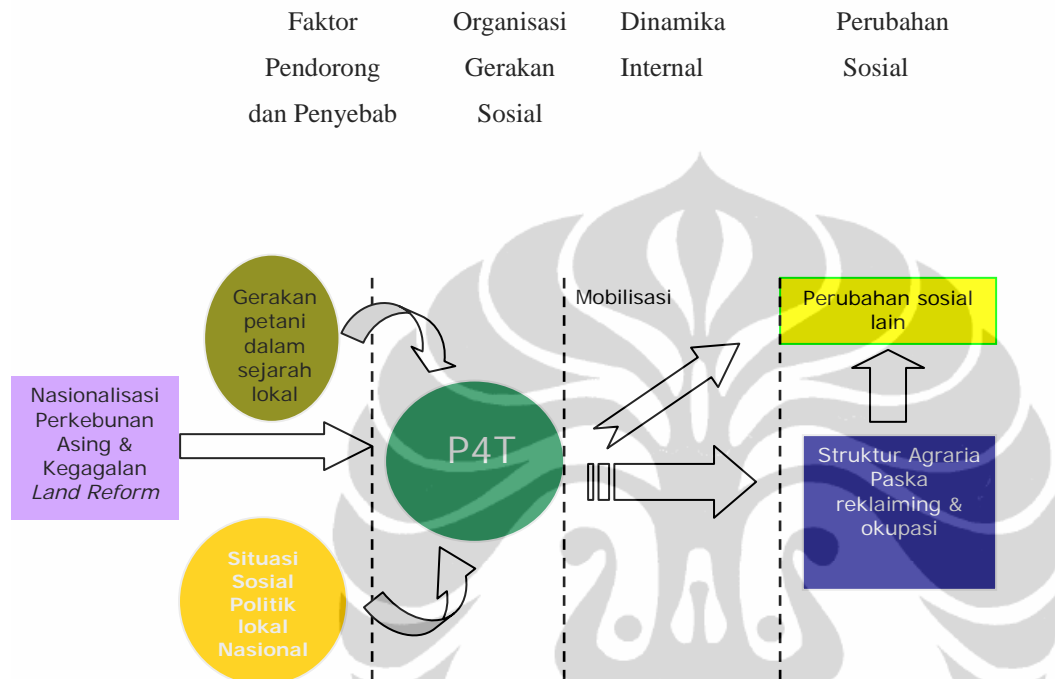 Faktor
Pendorong
dan Penyebab
Organisasi
Gerakan
Sosial
Dinamika
Internal
Perubahan
Sosial
Gerakan
petani
dalam
sejarah
lokal
Nasionalisasi
Perkebunan
Asing &
Kegagalan
Land Reform
Situasi
Sosial
Politik
lokal
Nasional
P4T
Mobilisasi
Perubahan sosial
lain
Struktur Agraria
Paska
reklaiming &
okupasi